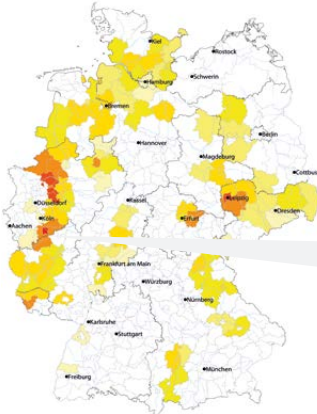 Kiel
Rostock
Hamburg
Schwerin
Bremen
Berlin
Hannover
Magdeburg
Cottbus
Düsseldorf
Kassel
Leipzig
Köln
Erfurt
Dresden
Aachen
Frankfurt am Main
Würzburg
Nürnberg
Karlsruhe
Stuttgart
München
Freiburg